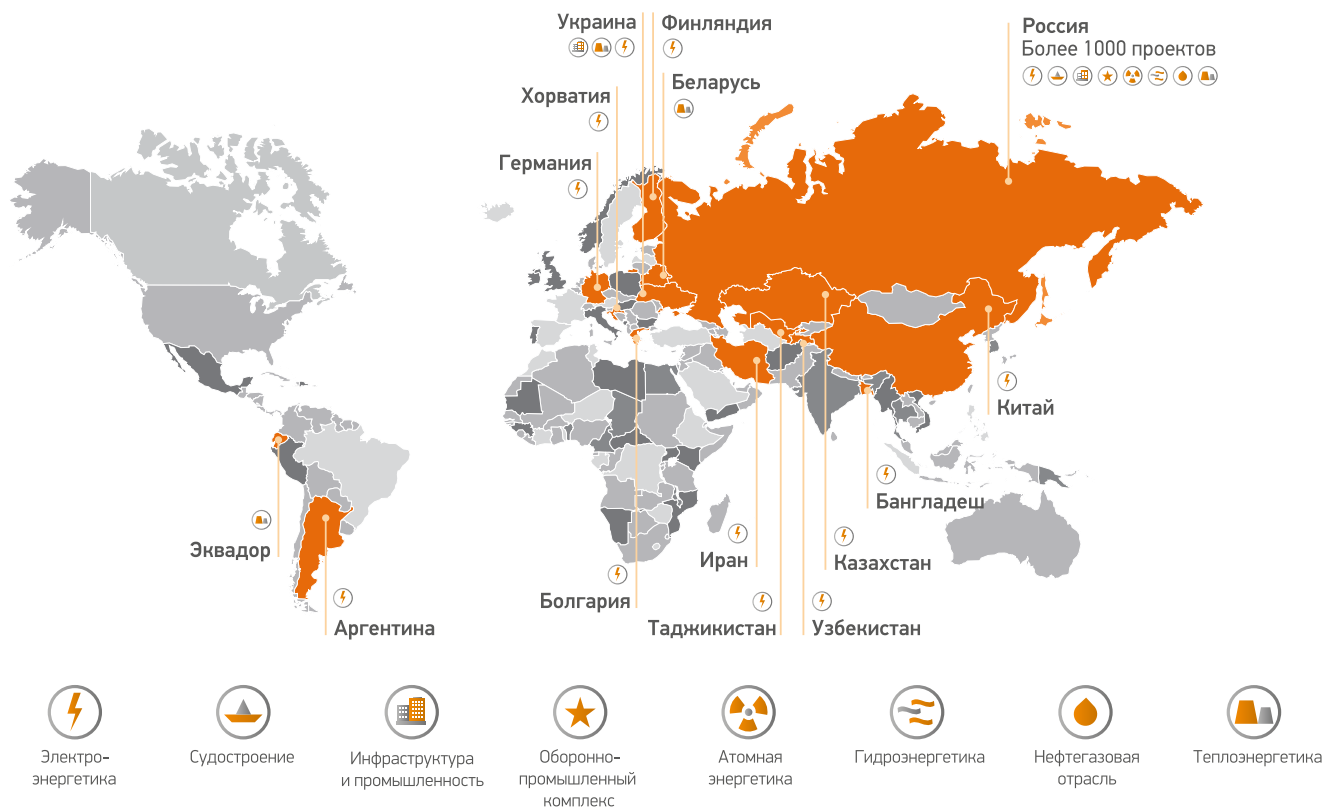 Украина
Финляндия
Россия
Более 1000 проектов
Беларусь
Хорватия
Германия
Китай
Бангладеш
Эквадор
Иран
Казахстан
Болгария
Аргентина
Таджикистан
Узбекистан
Электро-
энергетика
Судостроение
Инфраструктура
и промышленность
Оборонно-
промышленный
комплекс
Атомная
энергетика
Гидроэнергетика
Нефтегазовая
отрасль
Теплоэнергетика